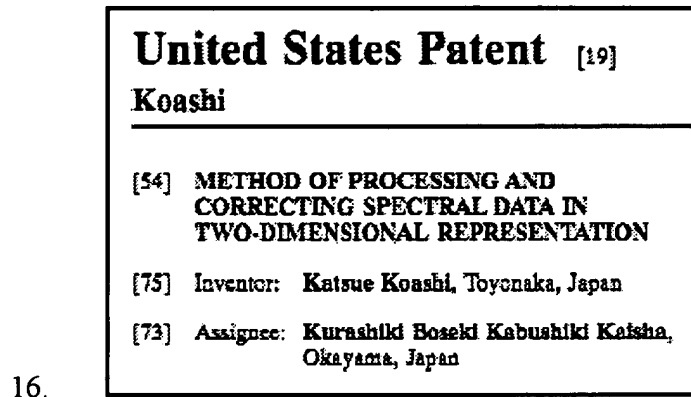 United States Patent [19]
Koashi
[54] METHOD OF PROCESSING AND
CORRECTING SPECTRAL DATA IN
TWO-DIMENSIONAL REPRESENTATION
[75] Inventor: Katsue Koashi, Toyonaka, Japan
[73] Assignee: Kurashiki Boseki Kabushiki Kaisha,
Okayama, Japan
16.